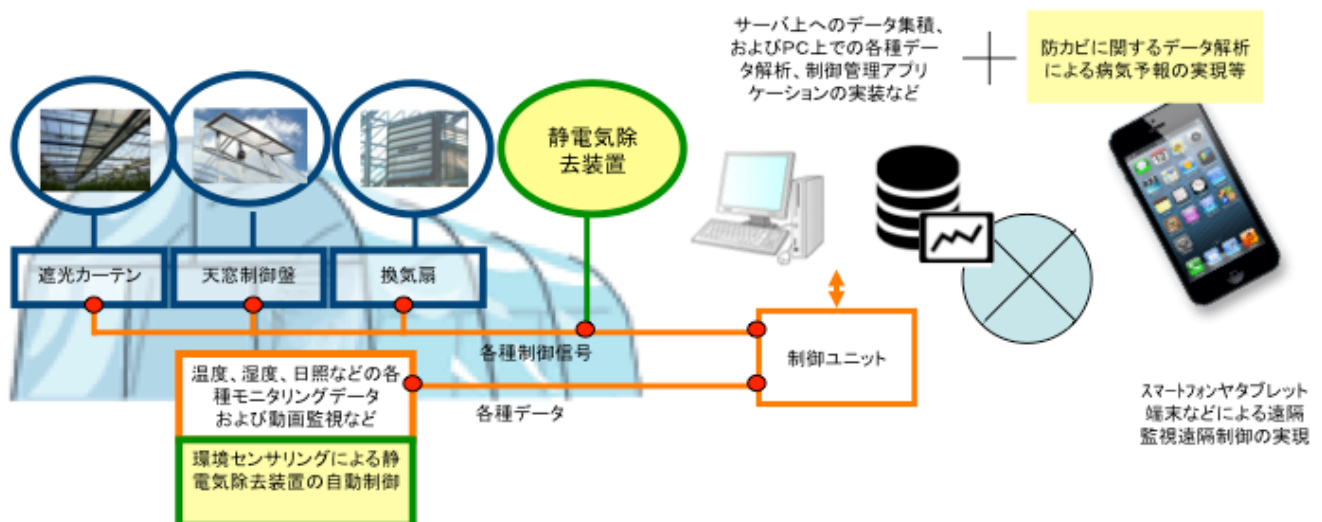 サーバ上へのデータ集積、
およびPC上での各種デー
タ解析、制御管理アプリ
ケーションの実装など
防カビに関するデータ解析
による病気予報の実現等
静電気除
去装置
遮光カーテン
天窓制御盤
換気扇
各種制御信号
制御ユニット
温度、湿度、日照などの各
種モニタリングデータ
および動画監視など
各種データ
環境センサリングによる静
電気除去装置の自動制御
スマートフォンヤタブレット
端末などによる遠隔
監視遠隔制御の実現